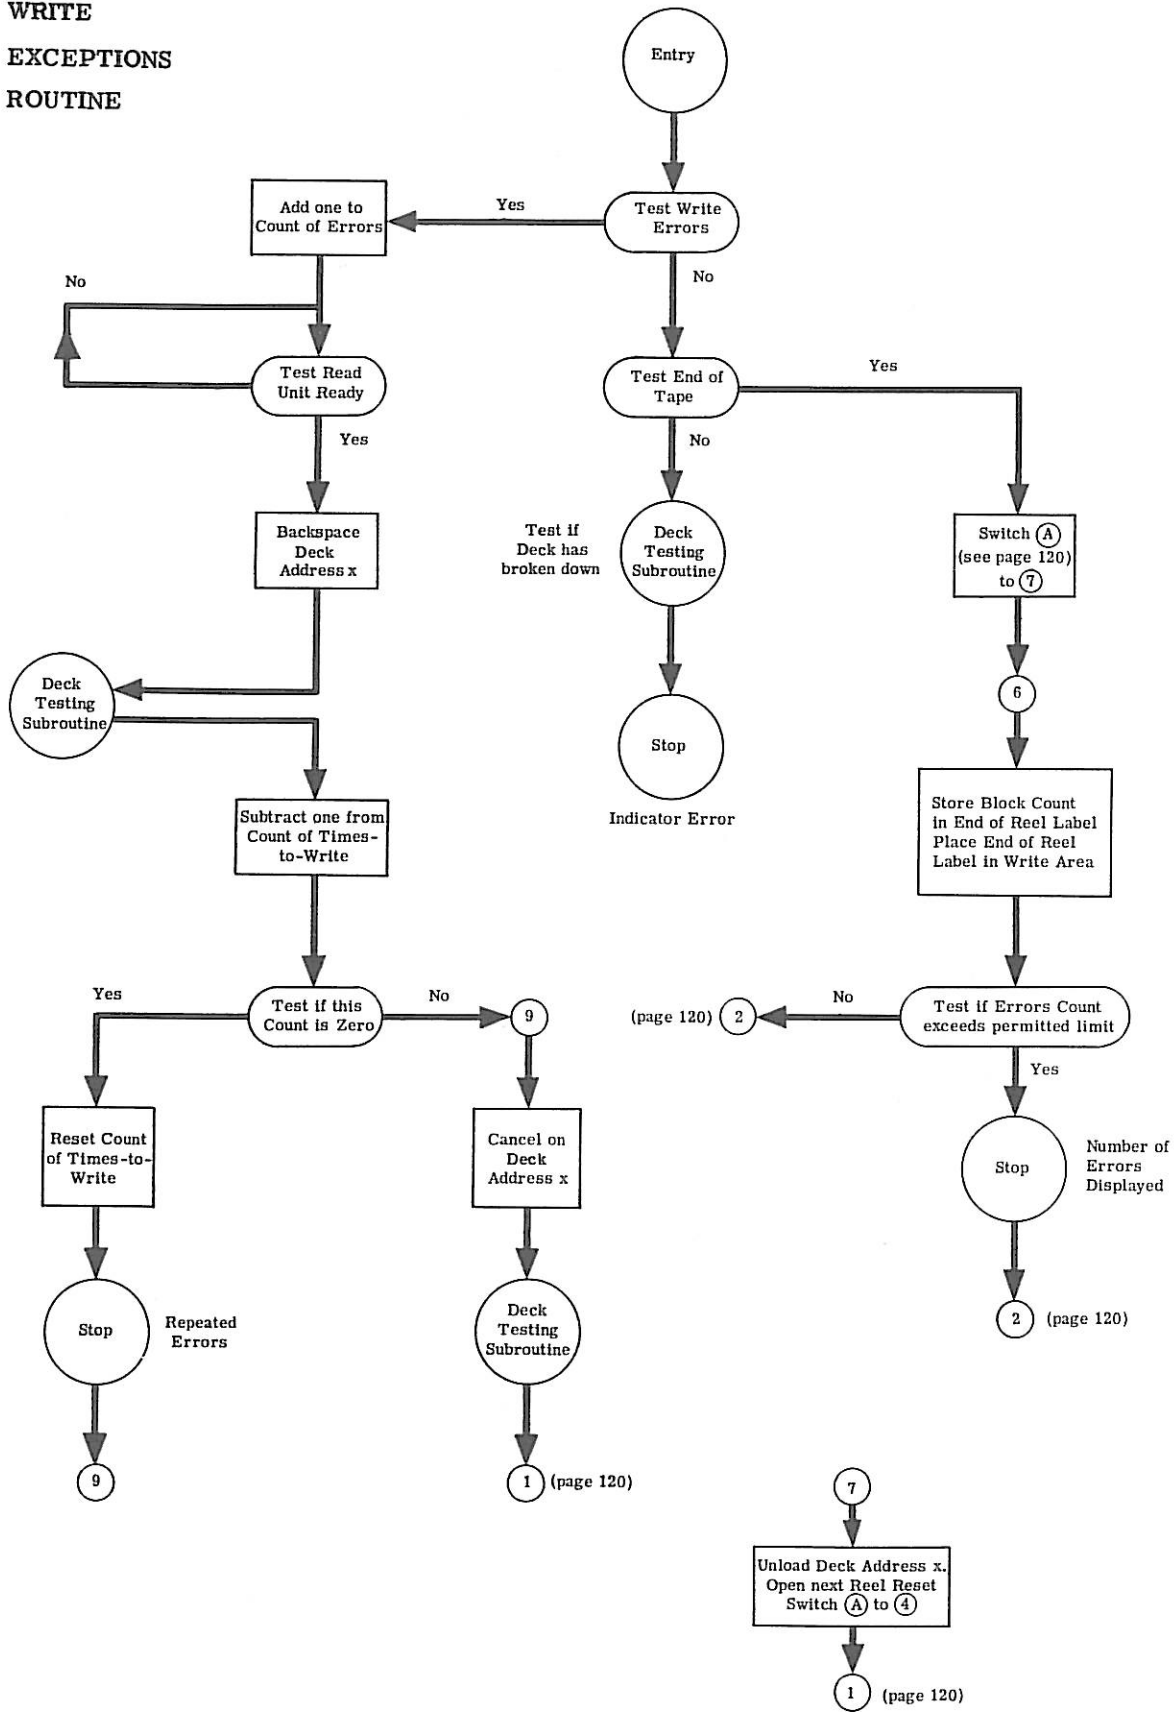 WRITE
EXCEPTIONS
ROUTINE
Entry
Test Write
Errors
Yes
No
Add one to
Count of Errors
No
Test Read
Unit Ready
Yes
Backspace
Deck
Address x
Deck
Testing
Subroutine
Subtract one from
Count of Times-
to-Write
Test if this
Count is Zero
Yes
No
Reset Count
of Times-to-
Write
Stop
Repeated
Errors
9
9
Cancel on
Deck
Address x
Deck
Testing
Subroutine
1 (page 120)
Test End of
Tape
Yes
No
Test if
Deck has
broken down
Deck
Testing
Subroutine
Stop
Indicator Error
Switch A
(see page 120)
to 7
6
Store Block Count
in End of Reel Label
Place End of Reel
Label in Write Area
Test if Errors Count
exceeds permitted limit
No
(page 120) 2
Yes
Stop
Number of
Errors
Displayed
2 (page 120)
7
Unload Deck Address x.
Open next Reel Reset
Switch A to 4
1 (page 120)